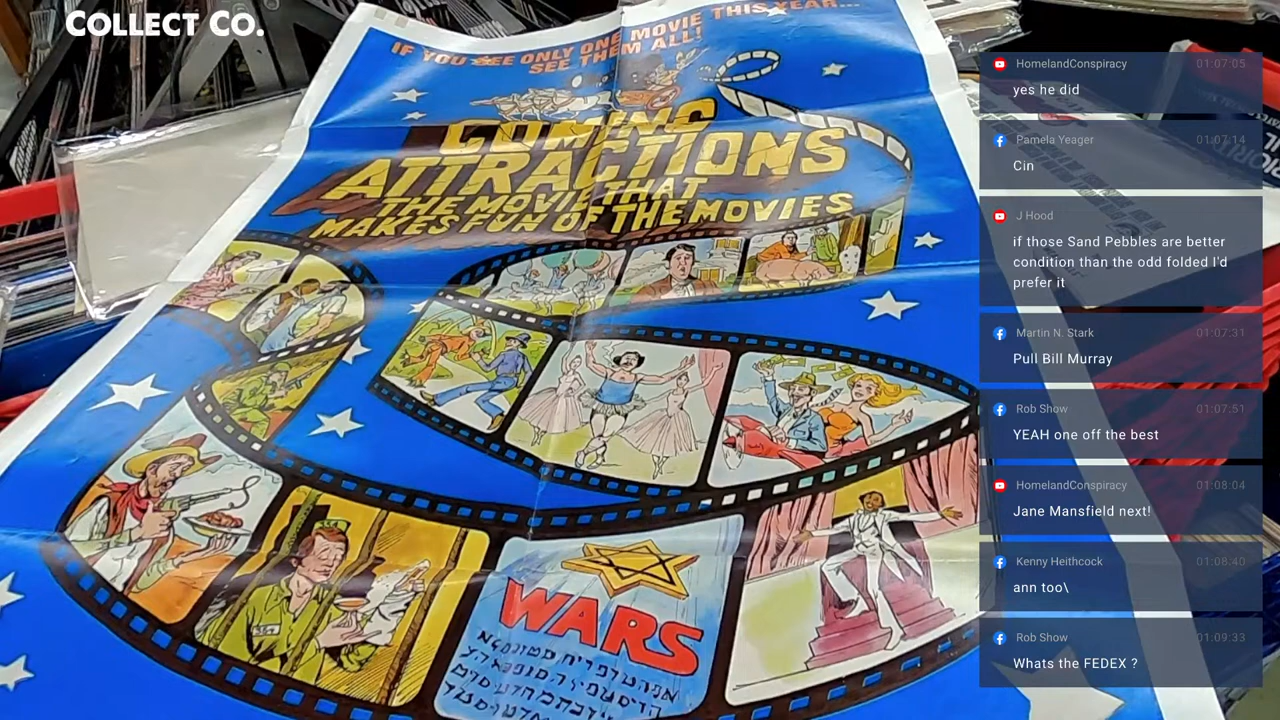 COLLECT CO.
IF YOU SEE ONLY ONE MOVIE THIS YEAR...
SEE THEM ALL!
COMING
ATTRACTIONS
THE MOVIE THAT
MAKES FUN OF THE MOVIES
WARS
HomelandConspiracy 01:07:05
yes he did
Pamela Yeager 01:07:14
Cin
J Hood
if those Sand Pebbles are better
condition than the odd folded I'd
prefer it
Martin N. Stark 01:07:31
Pull Bill Murray
Rob Show 01:07:51
YEAH one off the best
HomelandConspiracy 01:08:04
Jane Mansfield next!
Kenny Heithcock 01:08:40
ann too\
Rob Show 01:09:33
Whats the FEDEX ?